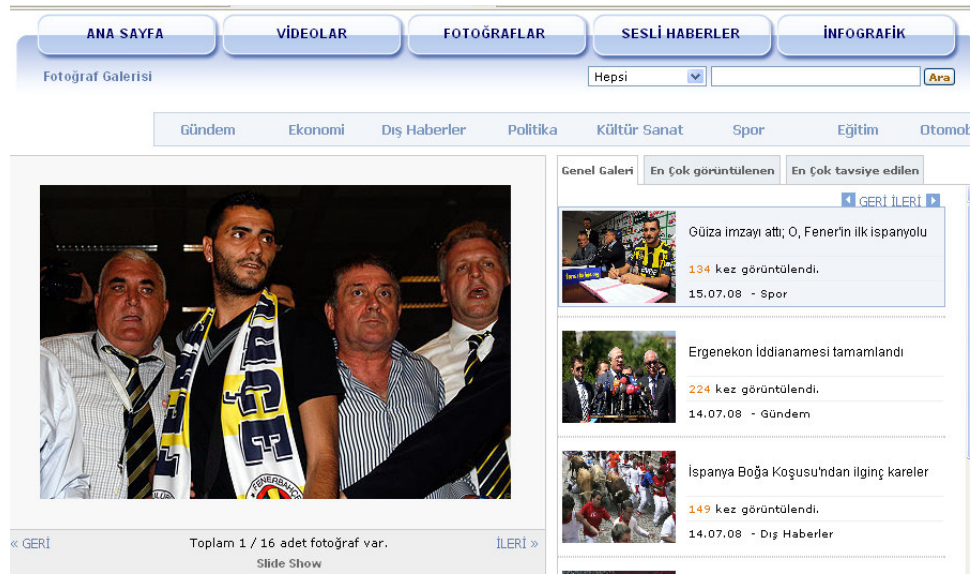 ANA SAYFA
VİDEOLAR
FOTOĞRAFLAR
SESLİ HABERLER
İNFOGRAFİK
Fotoğraf Galerisi
Hepsi
Ara
Gündem
Ekonomi
Dış Haberler
Politika
Kültür Sanat
Spor
Eğitim
Otomob
Genel Galeri
En Çok görüntülenen
En Çok tavsiye edilen
GERİ İLERİ
FENERBAHÇE
Güiza imzayı attı; O, Fener'in ilk ispanyolu
134 kez görüntülendi.
15.07.08 - Spor
Ergenekon İddianamesi tamamlandı
224 kez görüntülendi.
14.07.08 - Gündem
İspanya Boğa Koşusu'ndan ilginç kareler
149 kez görüntülendi.
14.07.08 - Dış Haberler
« GERİ
Toplam 1 / 16 adet fotoğraf var.
İLERİ »
Slide Show